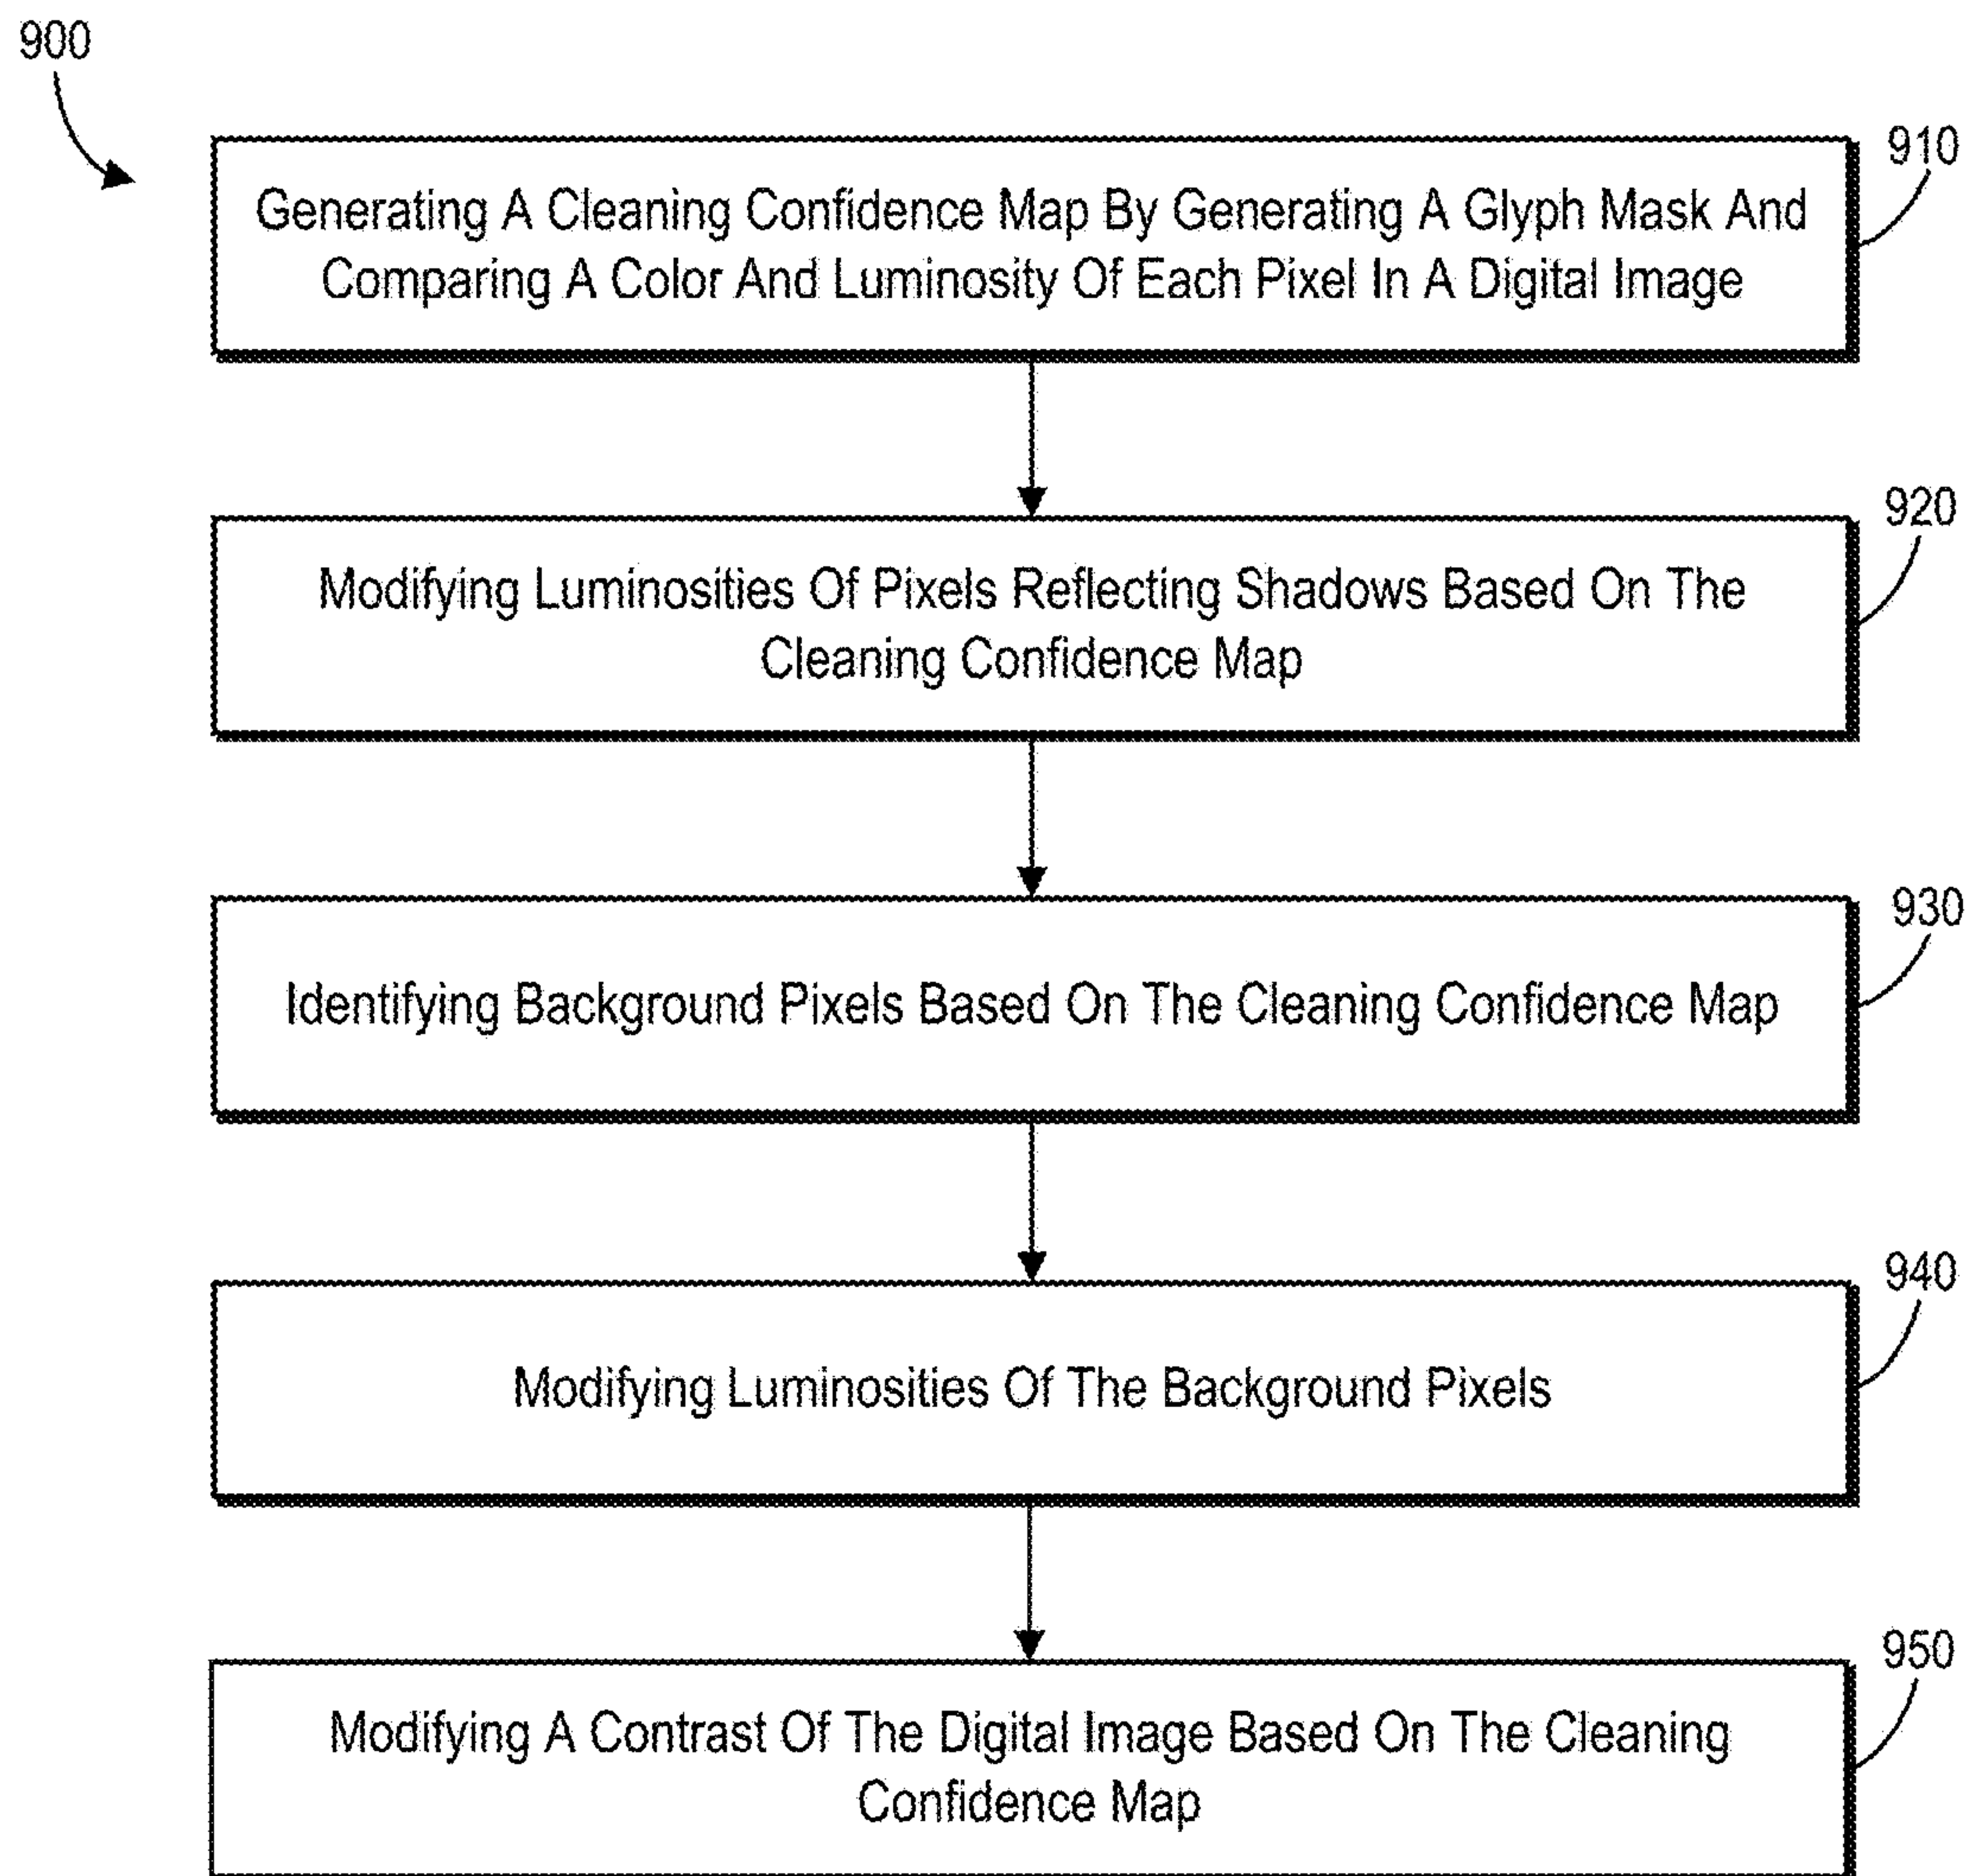 900
910
Generating A Cleaning Confidence Map By Generating A Glyph Mask And
Comparing A Color And Luminosity Of Each Pixel In A Digital Image
920
Modifying Luminosities Of Pixels Reflecting Shadows Based On The
Cleaning Confidence Map
930
Identifying Background Pixels Based On The Cleaning Confidence Map
940
Modifying Luminosities Of The Background Pixels
950
Modifying A Contrast Of The Digital Image Based On The Cleaning
Confidence Map